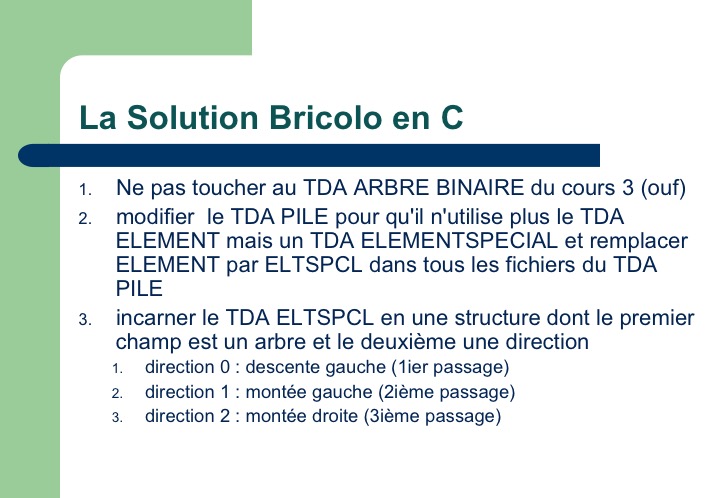 La Solution Bricolo en C
1. Ne pas toucher au TDA ARBRE BINAIRE du cours 3 (ouf)
2. modifier le TDA PILE pour qu'il n'utilise plus le TDA
ELEMENT mais un TDA ELEMENTSPECIAL et remplacer
ELEMENT par ELTSPCL dans tous les fichiers du TDA
PILE
3. incarner le TDA ELTSPCL en une structure dont le premier
champ est un arbre et le deuxième une direction
1. direction 0 : descente gauche (1ier passage)
2. direction 1 : montée gauche (2ième passage)
3. direction 2 : montée droite (3ième passage)